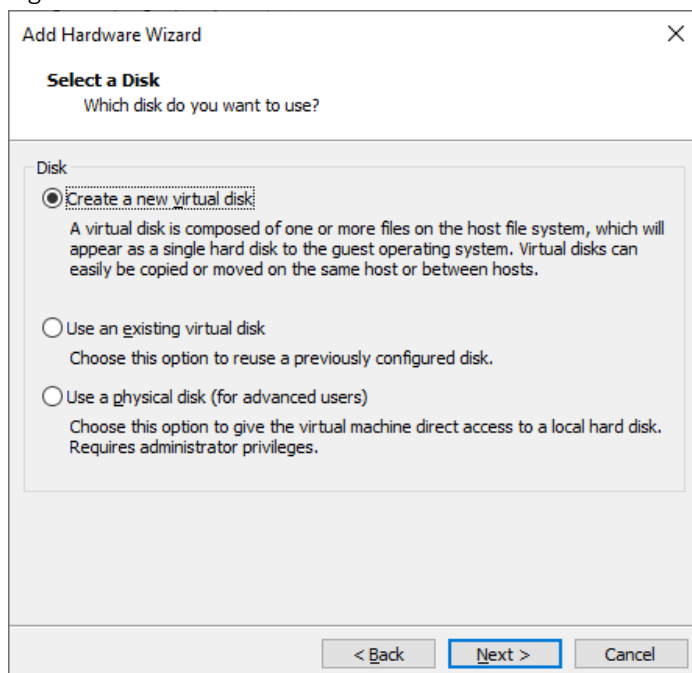 Add Hardware Wizard
Select a Disk
Which disk do you want to use?
Disk
Create a new virtual disk
A virtual disk is composed of one or more files on the host file system, which will
appear as a single hard disk to the guest operating system. Virtual disks can
easily be copied or moved on the same host or between hosts.
Use an existing virtual disk
Choose this option to reuse a previously configured disk.
Use a physical disk (for advanced users)
Choose this option to give the virtual machine direct access to a local hard disk.
Requires administrator privileges.
< Back Next > Cancel